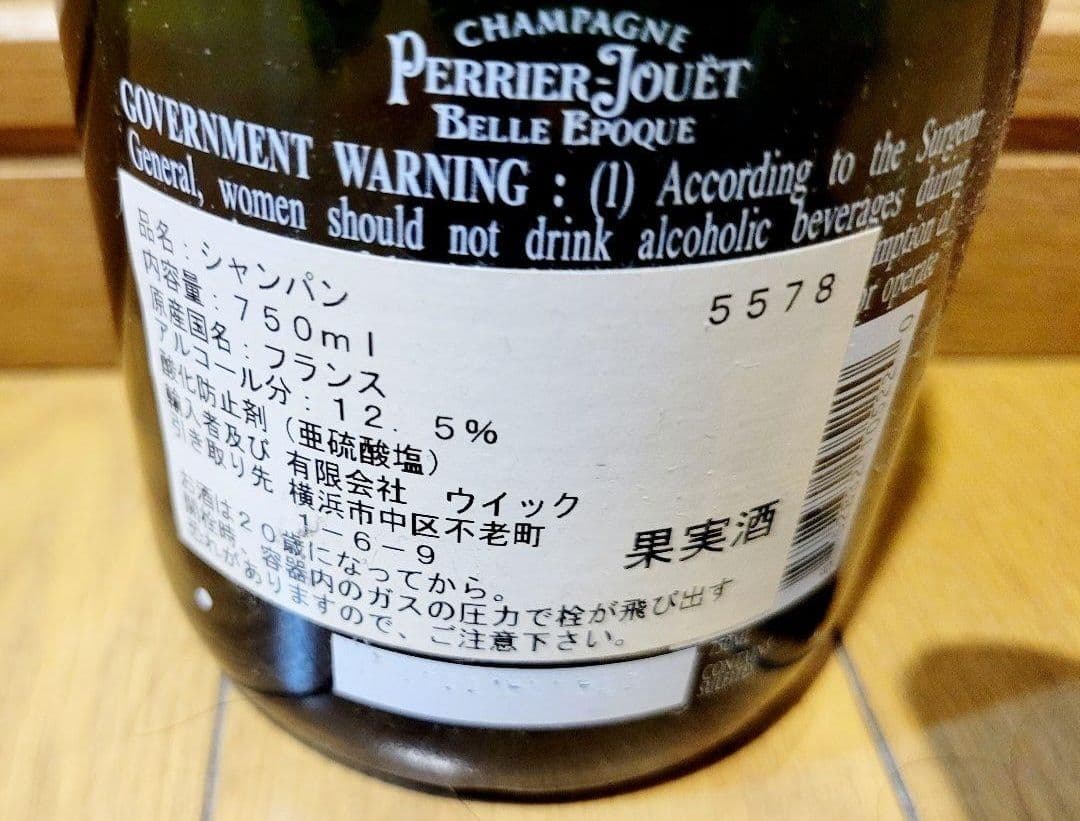 CHAMPAGNE
PERRIER-JOUËT
BELLE EPOQUE
GOVERNMENT WARNING : (1) According to the Surgeon
General, women should not drink alcoholic beverages during
mption of
or operate
5578
品名：シャンパン
内容量：750ml
原産国名：フランス
アルコール分：12．5％
酸化防止剤（亜硫酸塩）
輸入者及び 有限会社 ウイック
引き取り先 横浜市中区不老町
1－6－9
果実酒
お酒は20歳になってから。
開栓時、容器内のガスの圧力で栓が飛び出す
恐れがありますので、ご注意下さい。